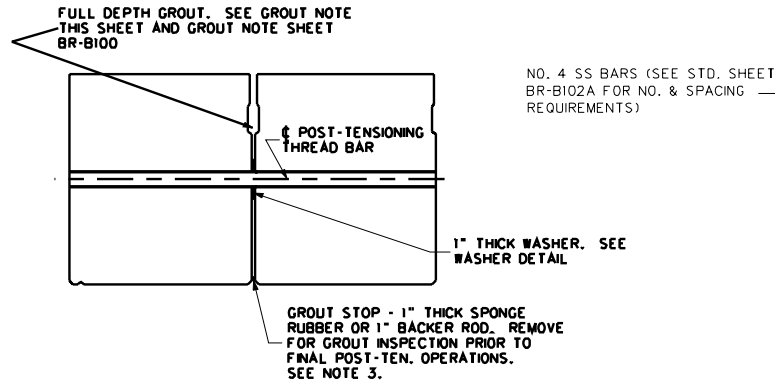 FULL DEPTH GROUT. SEE GROUT NOTE
THIS SHEET AND GROUT NOTE SHEET
BR-B100
NO. 4 SS BARS (SEE STD. SHEET
BR-B102A FOR NO. & SPACING
REQUIREMENTS)
℄ POST-TENSIONING
THREAD BAR
1" THICK WASHER. SEE
WASHER DETAIL
GROUT STOP - 1" THICK SPONGE
RUBBER OR 1" BACKER ROD. REMOVE
FOR GROUT INSPECTION PRIOR TO
FINAL POST-TEN. OPERATIONS.
SEE NOTE 3.